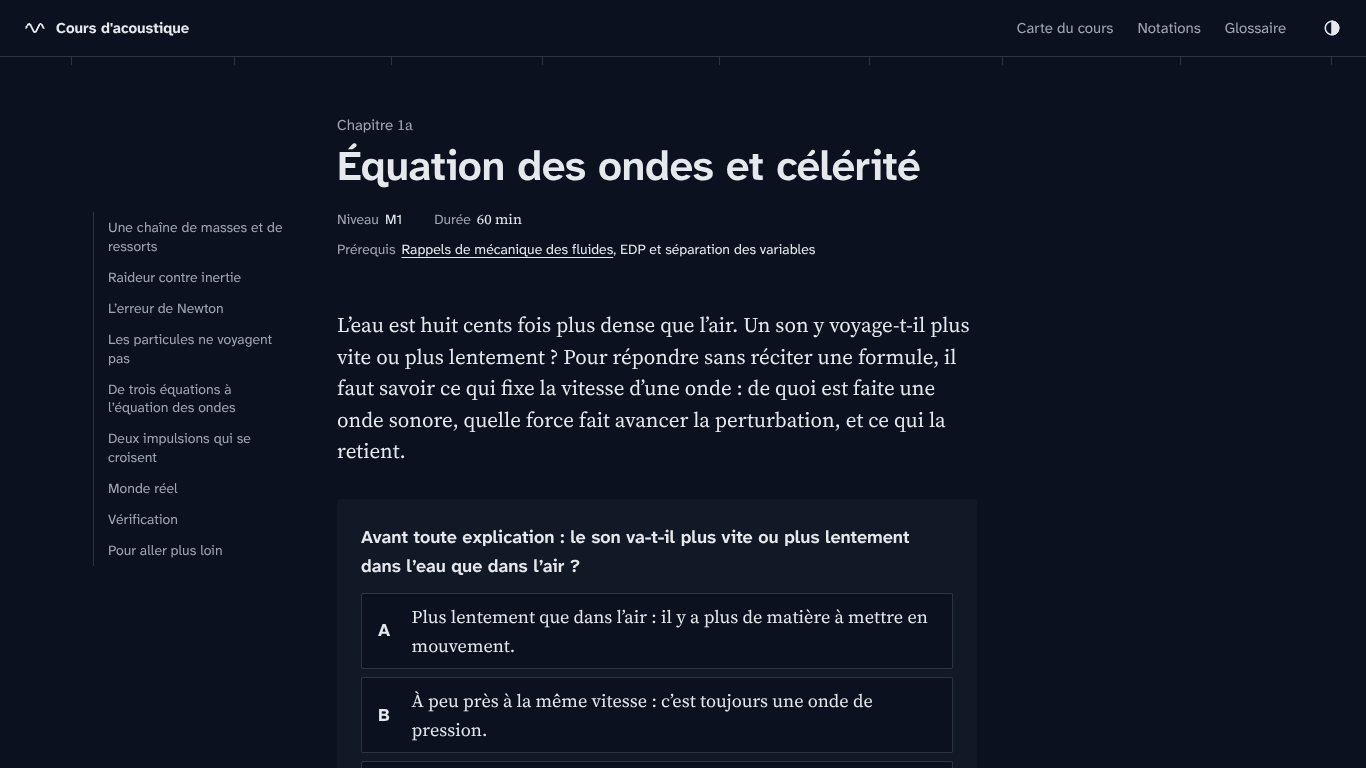 Cours d'acoustique
Carte du cours
Notations
Glossaire
Une chaîne de masses et de
ressorts
Raideur contre inertie
L'erreur de Newton
Les particules ne voyagent
pas
De trois équations à
l'équation des ondes
Deux impulsions qui se
croisent
Monde réel
Vérification
Pour aller plus loin
Chapitre 1a
Équation des ondes et célérité
Niveau M1 Durée 60 min
Prérequis Rappels de mécanique des fluides, EDP et séparation des variables
L’eau est huit cents fois plus dense que l’air. Un son y voyage-t-il plus
vite ou plus lentement ? Pour répondre sans réciter une formule, il
faut savoir ce qui fixe la vitesse d’une onde : de quoi est faite une
onde sonore, quelle force fait avancer la perturbation, et ce qui la
retient.
Avant toute explication : le son va-t-il plus vite ou plus lentement
dans l’eau que dans l’air ?
A Plus lentement que dans l’air : il y a plus de matière à mettre en
mouvement.
B À peu près à la même vitesse : c’est toujours une onde de
pression.